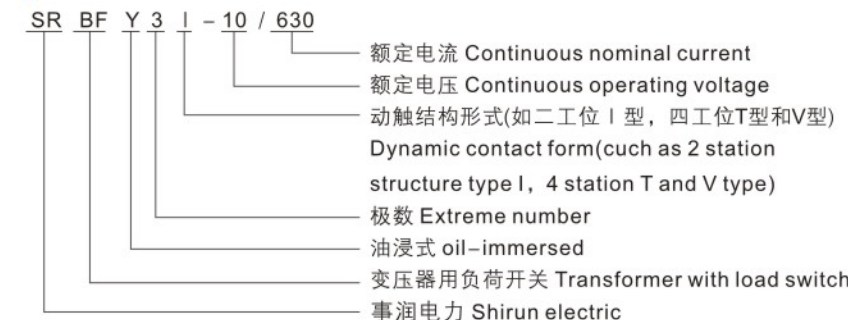 SR BF Y 3 I - 10 / 630
额定电流 Continuous nominal current
额定电压 Continuous operating voltage
动触结构形式(如二工位 I 型，四工位T型和V型)
Dynamic contact form(cuch as 2 station
structure type I，4 station T and V type)
极数 Extreme number
油浸式 oil-immersed
变压器用负荷开关 Transformer with load switch
事润电力 Shirun electric